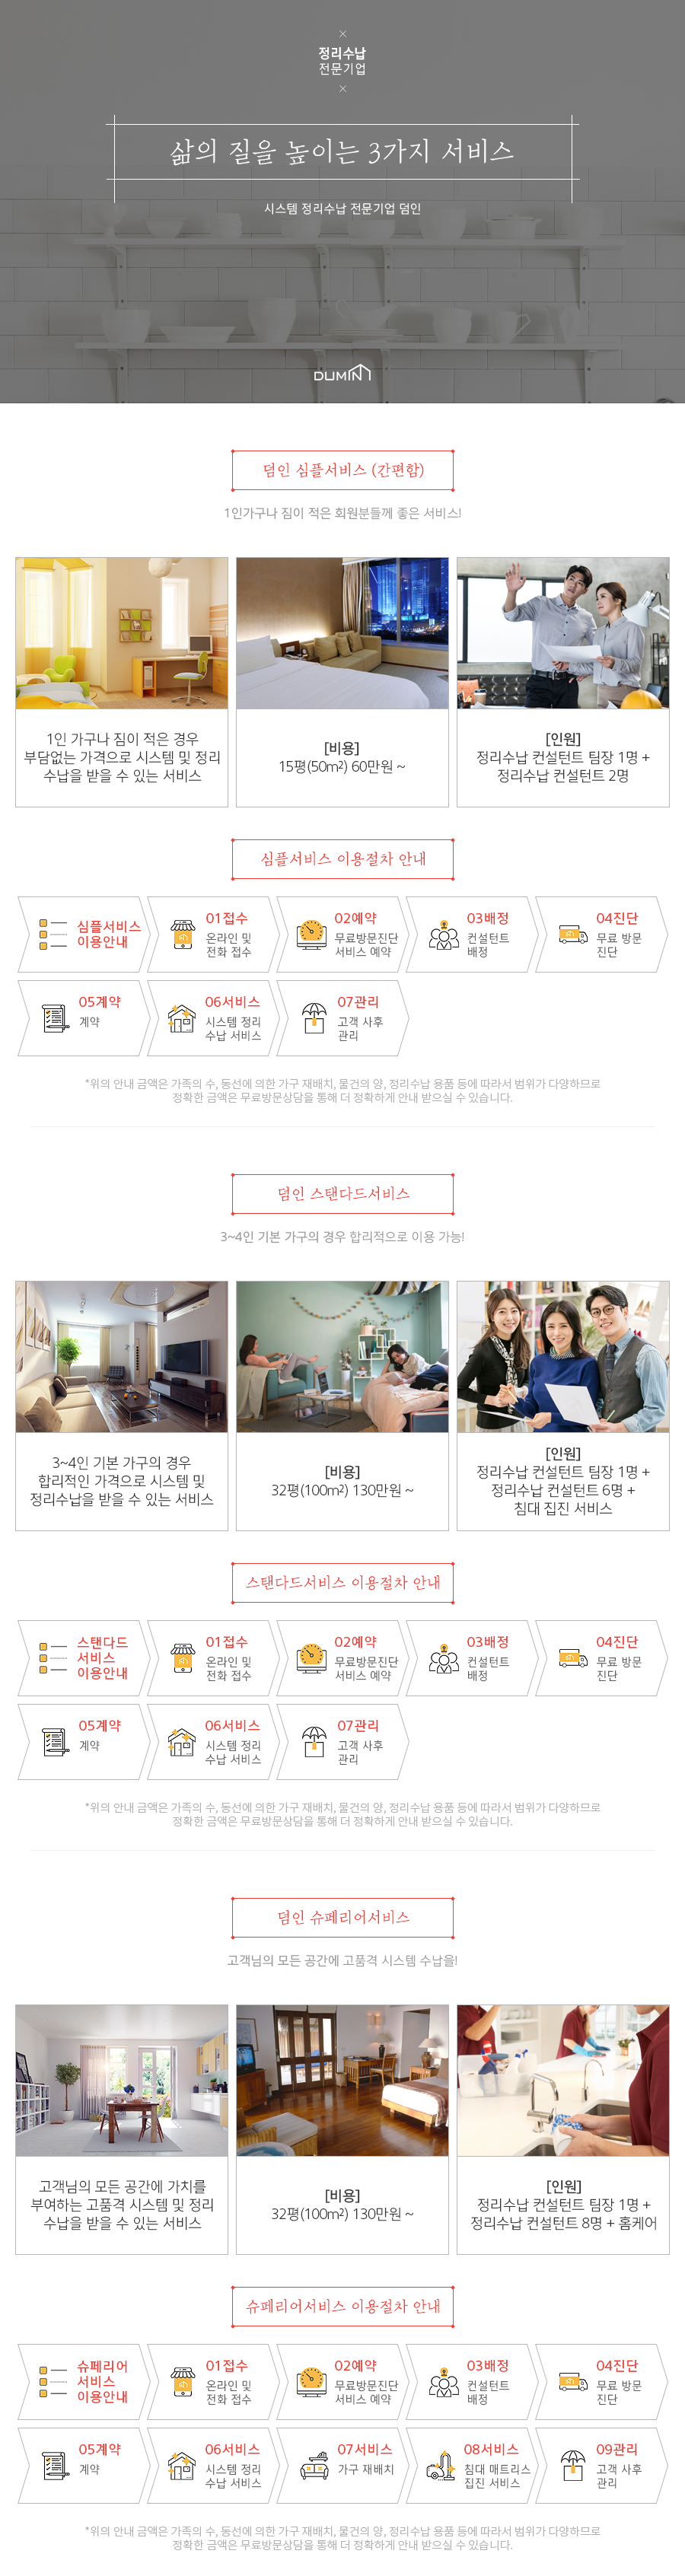 정리수납
전문기업
삶의 질을 높이는 3가지 서비스
시스템 정리수납 전문기업 덤인
DUMIN
덤인 심플서비스 (간편함)
1인가구나 짐이 적은 회원분들께 좋은 서비스!
1인 가구나 짐이 적은 경우
부담없는 가격으로 시스템 및 정리
수납을 받을 수 있는 서비스
[비용]
15평(50m²) 60만원 ~
[인원]
정리수납 컨설턴트 팀장 1명 +
정리수납 컨설턴트 2명
심플서비스 이용절차 안내
심플서비스
이용안내
01접수
온라인 및
전화 접수
02예약
무료방문진단
서비스 예약
03배정
컨설턴트
배정
04진단
무료 방문
진단
05계약
계약
06서비스
시스템 정리
수납 서비스
07관리
고객 사후
관리
*위의 안내 금액은 가족의 수, 동선에 의한 가구 재배치, 물건의 양, 정리수납 용품 등에 따라서 범위가 다양하므로
정확한 금액은 무료방문상담을 통해 더 정확하게 안내 받으실 수 있습니다.
덤인 스탠다드서비스
3~4인 기본 가구의 경우 합리적으로 이용 가능!
3~4인 기본 가구의 경우
합리적인 가격으로 시스템 및
정리수납을 받을 수 있는 서비스
[비용]
32평(100m²) 130만원 ~
[인원]
정리수납 컨설턴트 팀장 1명 +
정리수납 컨설턴트 6명 +
침대 집진 서비스
스탠다드서비스 이용절차 안내
스탠다드
서비스
이용안내
01접수
온라인 및
전화 접수
02예약
무료방문진단
서비스 예약
03배정
컨설턴트
배정
04진단
무료 방문
진단
05계약
계약
06서비스
시스템 정리
수납 서비스
07관리
고객 사후
관리
*위의 안내 금액은 가족의 수, 동선에 의한 가구 재배치, 물건의 양, 정리수납 용품 등에 따라서 범위가 다양하므로
정확한 금액은 무료방문상담을 통해 더 정확하게 안내 받으실 수 있습니다.
덤인 슈페리어서비스
고객님의 모든 공간에 고품격 시스템 수납을!
고객님의 모든 공간에 가치를
부여하는 고품격 시스템 및 정리
수납을 받을 수 있는 서비스
[비용]
32평(100m²) 130만원 ~
[인원]
정리수납 컨설턴트 팀장 1명 +
정리수납 컨설턴트 8명 + 홈케어
슈페리어서비스 이용절차 안내
슈페리어
서비스
이용안내
01접수
온라인 및
전화 접수
02예약
무료방문진단
서비스 예약
03배정
컨설턴트
배정
04진단
무료 방문
진단
05계약
계약
06서비스
시스템 정리
수납 서비스
07서비스
가구 재배치
08서비스
침대 매트리스
집진 서비스
09관리
고객 사후
관리
*위의 안내 금액은 가족의 수, 동선에 의한 가구 재배치, 물건의 양, 정리수납 용품 등에 따라서 범위가 다양하므로
정확한 금액은 무료방문상담을 통해 더 정확하게 안내 받으실 수 있습니다.